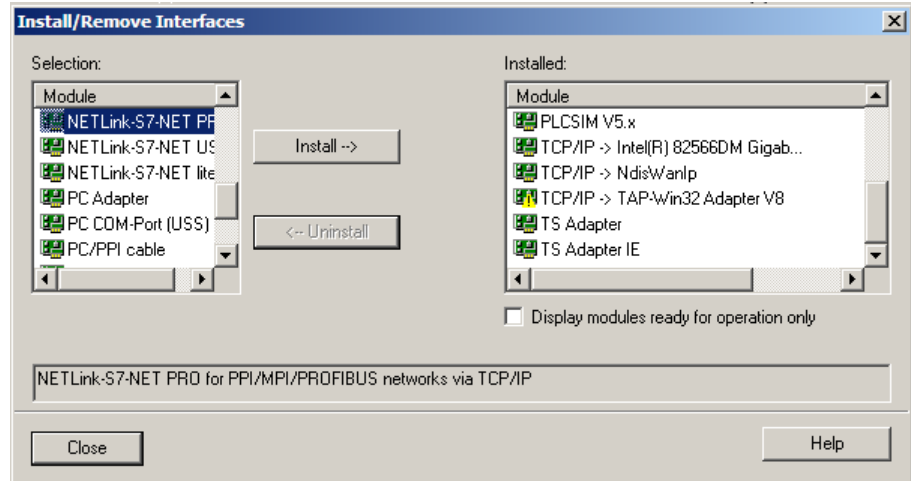 Install/Remove Interfaces
Selection:
Module
NETLink-S7-NET PR
NETLink-S7-NET US
NETLink-S7-NET lite
PC Adapter
PC COM-Port (USS)
PC/PPI cable
Install -->
<-- Uninstall
Installed:
Module
PLCSIM V5.x
TCP/IP -> Intel(R) 82566DM Gigab...
TCP/IP -> NdisWanIp
TCP/IP -> TAP-Win32 Adapter V8
TS Adapter
TS Adapter IE
Display modules ready for operation only
NETLink-S7-NET PRO for PPI/MPI/PROFIBUS networks via TCP/IP
Close
Help